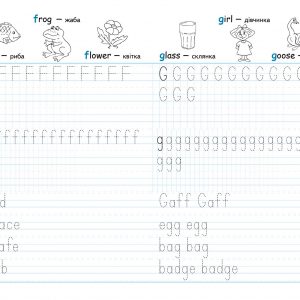 frog – жаба
girl – дівчинка
– риба
flower – квітка
glass – склянка
goose –
F F F F F F F F F F
G G G G G G G G G G
G G G
f f f f f f f f f f f f f f f f f f
g g g g g g g g g g g g g g g g
g g g
Gaff Gaff
egg egg
bag bag
badge badge